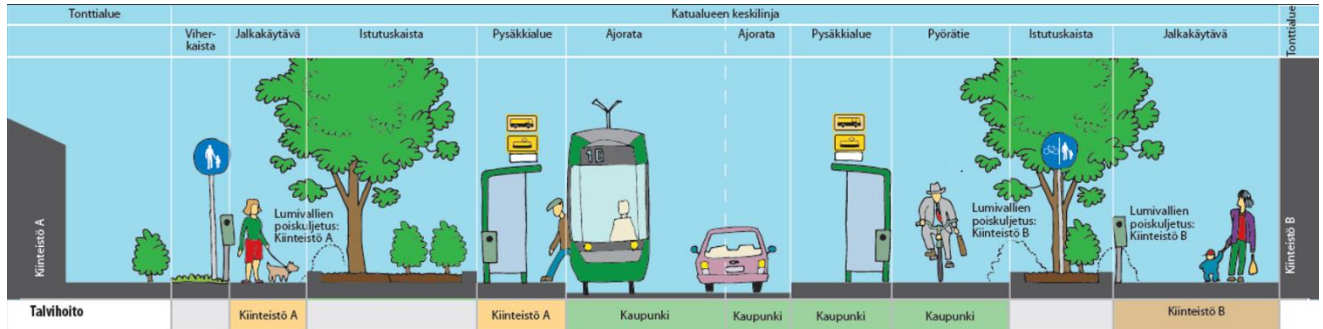 Tonttialue
Katualueen keskilinja
Tonttialue
Viher-
kaista
Jalkakäytävä
Istutuskaista
Pysäkkialue
Ajorata
Ajorata
Pysäkkialue
Pyörätie
Istutuskaista
Jalkakäytävä
10
Kiinteistö A
Lumivallien
poiskuljetus:
Kiinteistö A
Lumivallien
poiskuljetus:
Kiinteistö B
Lumivallien
poiskuljetus:
Kiinteistö B
Kiinteistö B
Talvihoito
Kiinteistö A
Kiinteistö A
Kaupunki
Kaupunki
Kaupunki
Kaupunki
Kiinteistö B